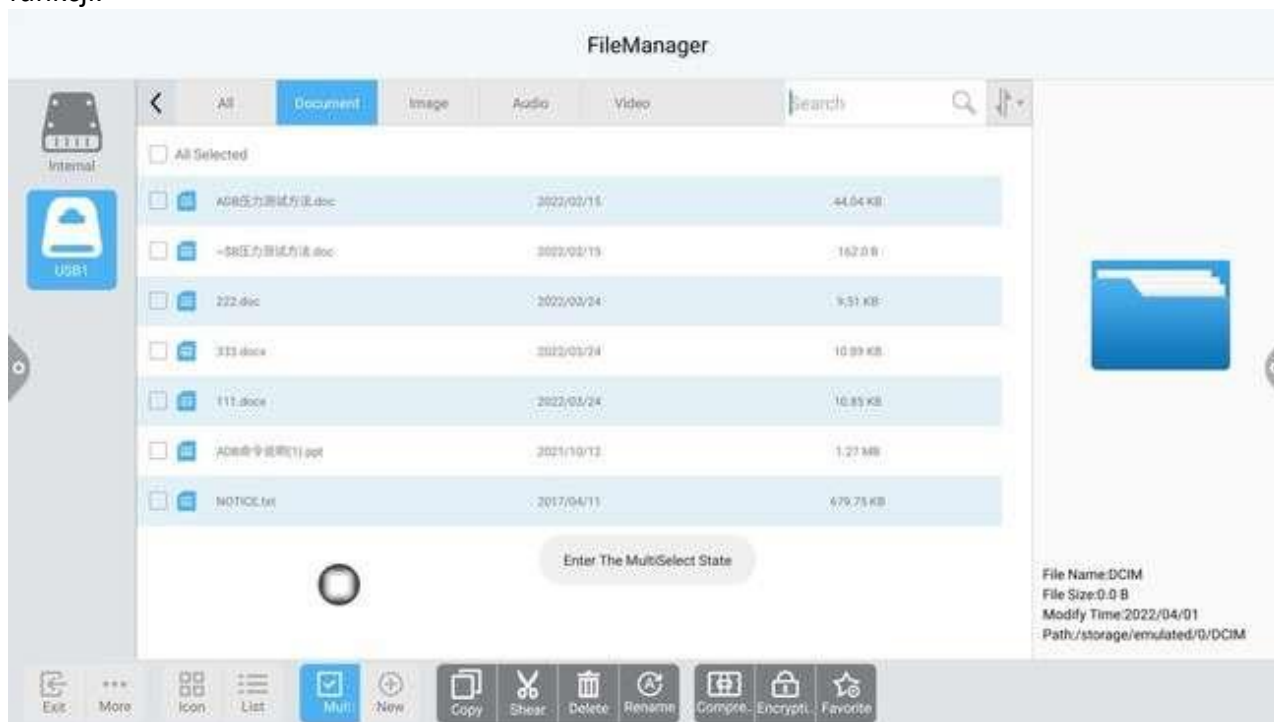 FileManager
All Document Image Audio Video Search
Internal
All Selected
ADB压力测试方法.doc 2022/02/15 44.04 KB
USB1
~$B压力测试方法.doc 2022/02/15 162.0 B
222.doc 2022/03/24 9.51 KB
333.docx 2022/03/24 10.89 KB
111.docx 2022/03/24 10.85 KB
ADB命令说明(1).ppt 2021/10/12 1.27 MB
NOTICE.txt 2017/04/11 679.75 KB
Enter The MultiSelect State
File Name:DCIM
File Size:0.0 B
Modify Time:2022/04/01
Path:/storage/emulated/0/DCIM
Exit More Icon List Multi New Copy Shear Delete Rename Compre.. Encrypti.. Favorite